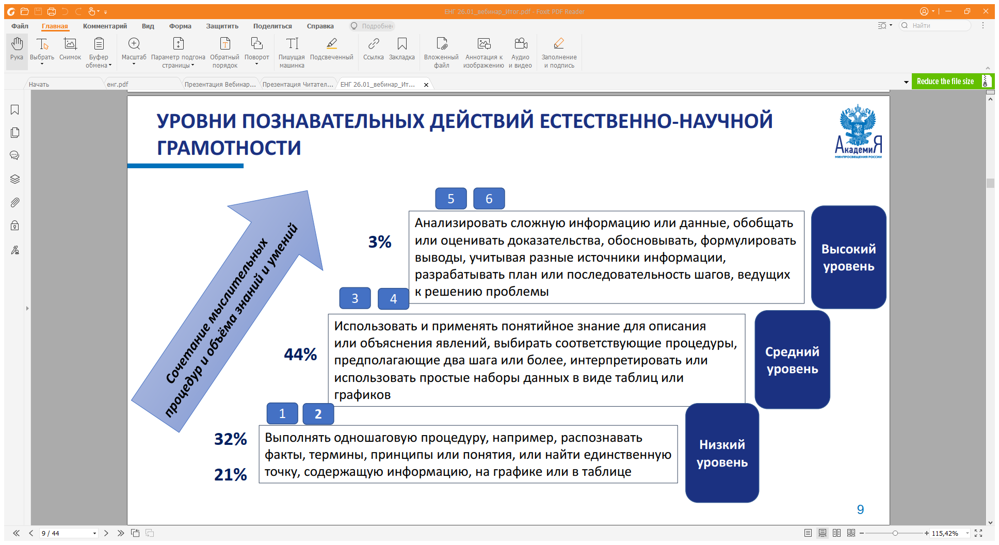 ЕНГ 26.01_вебинар_Итог.pdf - Foxit PDF Reader
Файл Главная Комментарий Вид Форма Защитить Поделиться Справка Подробнее Найти
Рука Выбрать Снимок Буфер обмена Масштаб Параметр подгона страницы Обратный порядок Поворот Пишущая машинка Подсвеченный Ссылка Закладка Вложенный файл Аннотация к изображению Аудио и видео Заполнение и подпись
Начать енг.pdf Презентация Вебинар... Презентация Читател... ЕНГ 26.01_вебинар_Ит... Reduce the file size
УРОВНИ ПОЗНАВАТЕЛЬНЫХ ДЕЙСТВИЙ ЕСТЕСТВЕННО-НАУЧНОЙ
ГРАМОТНОСТИ
АкадемиЯ
МИНПРОСВЕЩЕНИЯ РОССИИ
Сочетание мыслительных
процедур и объёма знаний и умений
5 6
3%
Анализировать сложную информацию или данные, обобщать
или оценивать доказательства, обосновывать, формулировать
выводы, учитывая разные источники информации,
разрабатывать план или последовательность шагов, ведущих
к решению проблемы
Высокий
уровень
3 4
44%
Использовать и применять понятийное знание для описания
или объяснения явлений, выбирать соответствующие процедуры,
предполагающие два шага или более, интерпретировать или
использовать простые наборы данных в виде таблиц или
графиков
Средний
уровень
1 2
32%
21%
Выполнять одношаговую процедуру, например, распознавать
факты, термины, принципы или понятия, или найти единственную
точку, содержащую информацию, на графике или в таблице
Низкий
уровень
9
9 / 44 115,42%